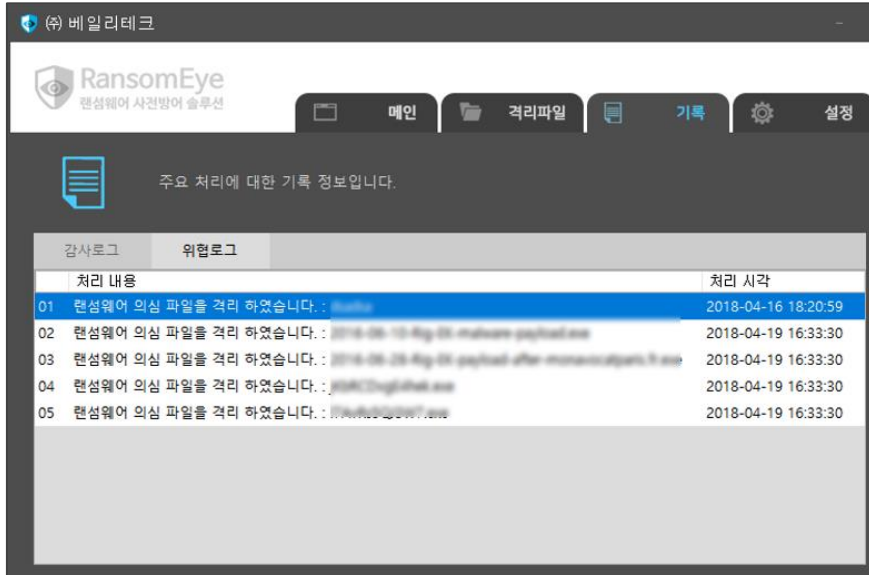 ㈜ 베일리테크
RansomEye
랜섬웨어 사전방어 솔루션
메인 격리파일 기록 설정
주요 처리에 대한 기록 정보입니다.
감사로그 위협로그
처리 내용 처리 시각
01 랜섬웨어 의심 파일을 격리 하였습니다. : 2018-04-16 18:20:59
02 랜섬웨어 의심 파일을 격리 하였습니다. : 2018-04-19 16:33:30
03 랜섬웨어 의심 파일을 격리 하였습니다. : 2018-04-19 16:33:30
04 랜섬웨어 의심 파일을 격리 하였습니다. : 2018-04-19 16:33:30
05 랜섬웨어 의심 파일을 격리 하였습니다. : 2018-04-19 16:33:30